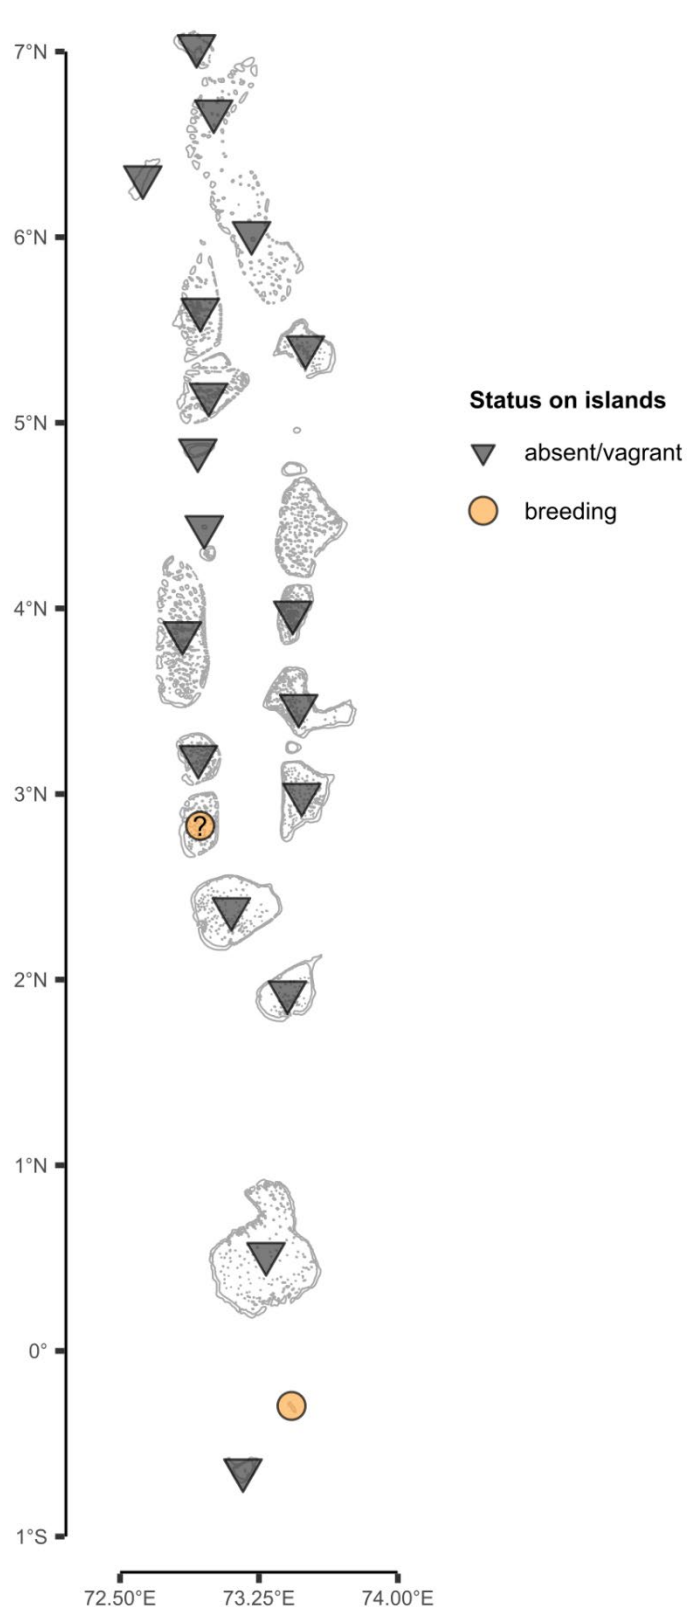 7°N
6°N
5°N
Status on islands
absent/vagrant
breeding
4°N
3°N
?
2°N
1°N
0°
1°S
72.50°E 73.25°E 74.00°E